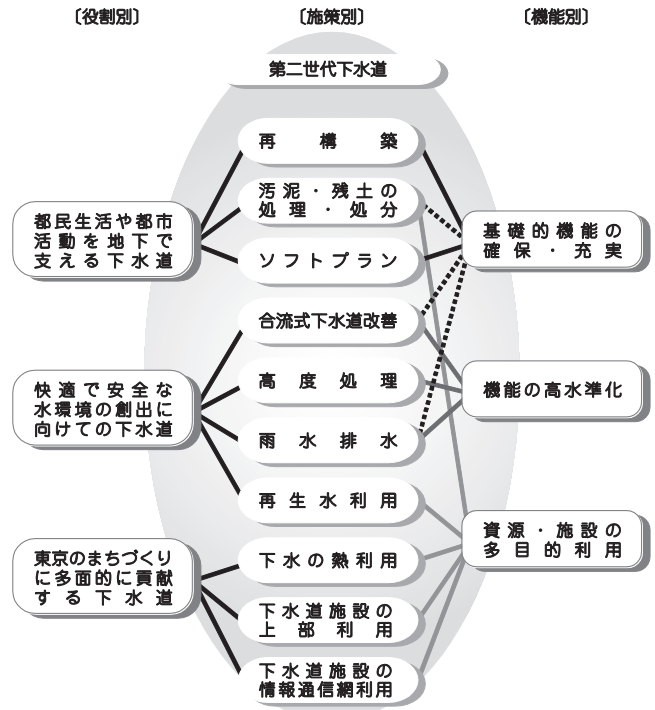 〔役割別〕
〔施策別〕
〔機能別〕
第二世代下水道
再構築
汚泥・残土の
処理・処分
ソフトプラン
合流式下水道改善
高度処理
雨水排水
再生水利用
下水の熱利用
下水道施設の
上部利用
下水道施設の
情報通信網利用
都民生活や都市
活動を地下で
支える下水道
快適で安全な
水環境の創出に
向けての下水道
東京のまちづくり
に多面的に貢献
する下水道
基礎的機能の
確保・充実
機能の高水準化
資源・施設の
多目的利用